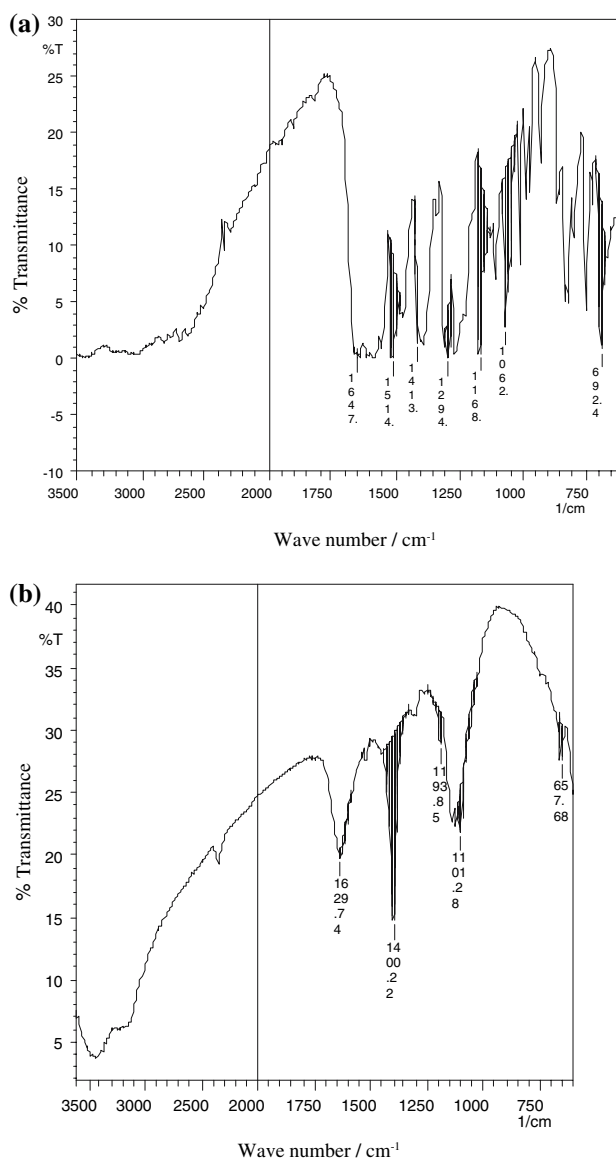 (a)
30
%T
25
20
15
10
5
0
-5
-10
% Transmittance
1647.
1514.
1413.
1294.
1168.
1062.
692.4
3500 3000 2500 2000 1750 1500 1250 1000 750
1/cm
Wave number / cm-1
(b)
40
%T
35
30
25
20
15
10
5
% Transmittance
1629.74
1400.22
1193.85
1101.28
657.68
3500 3000 2500 2000 1750 1500 1250 1000 750
1/cm
Wave number / cm-1